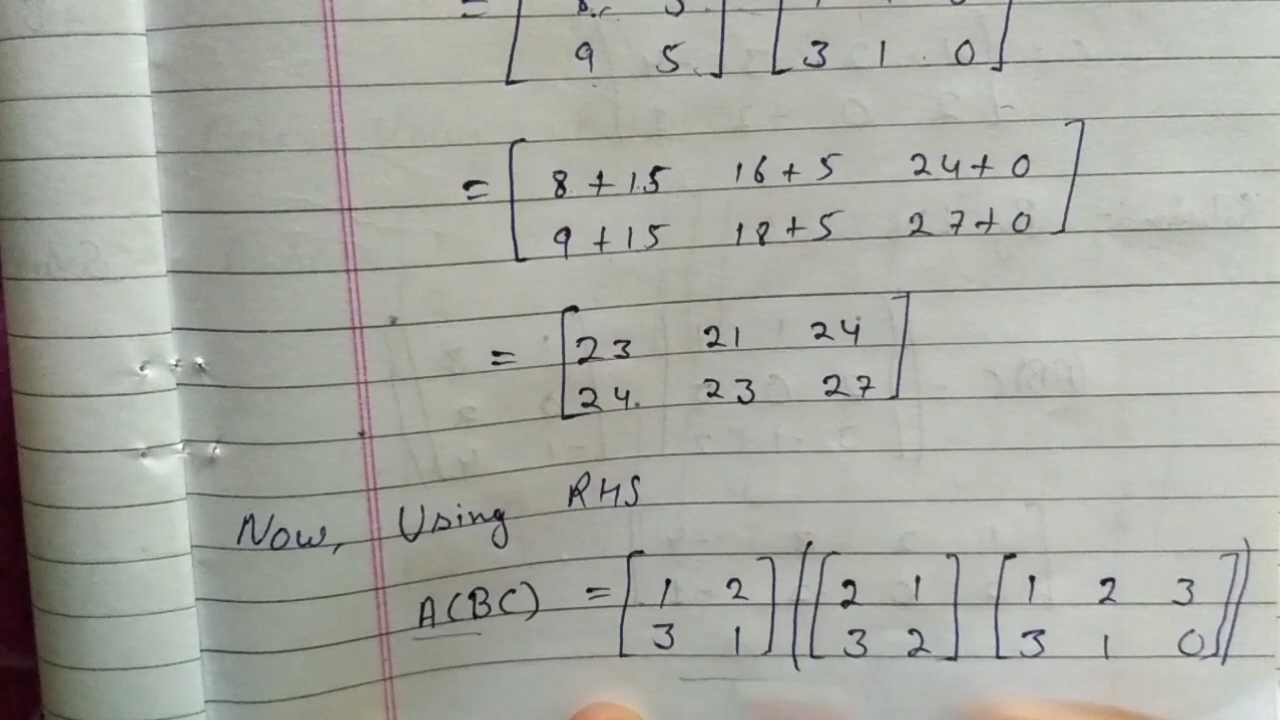 =
9 5 3 1 0
= [ 8 + 15 16 + 5 24 + 0 ]
9 + 15 18 + 5 27 + 0
= [ 23 21 24 ]
24 23 27
Now, Using RHS
A(BC) = [ 1 2 ] ( [ 2 1 ] [ 1 2 3 ] )
3 1 3 2 3 1 0